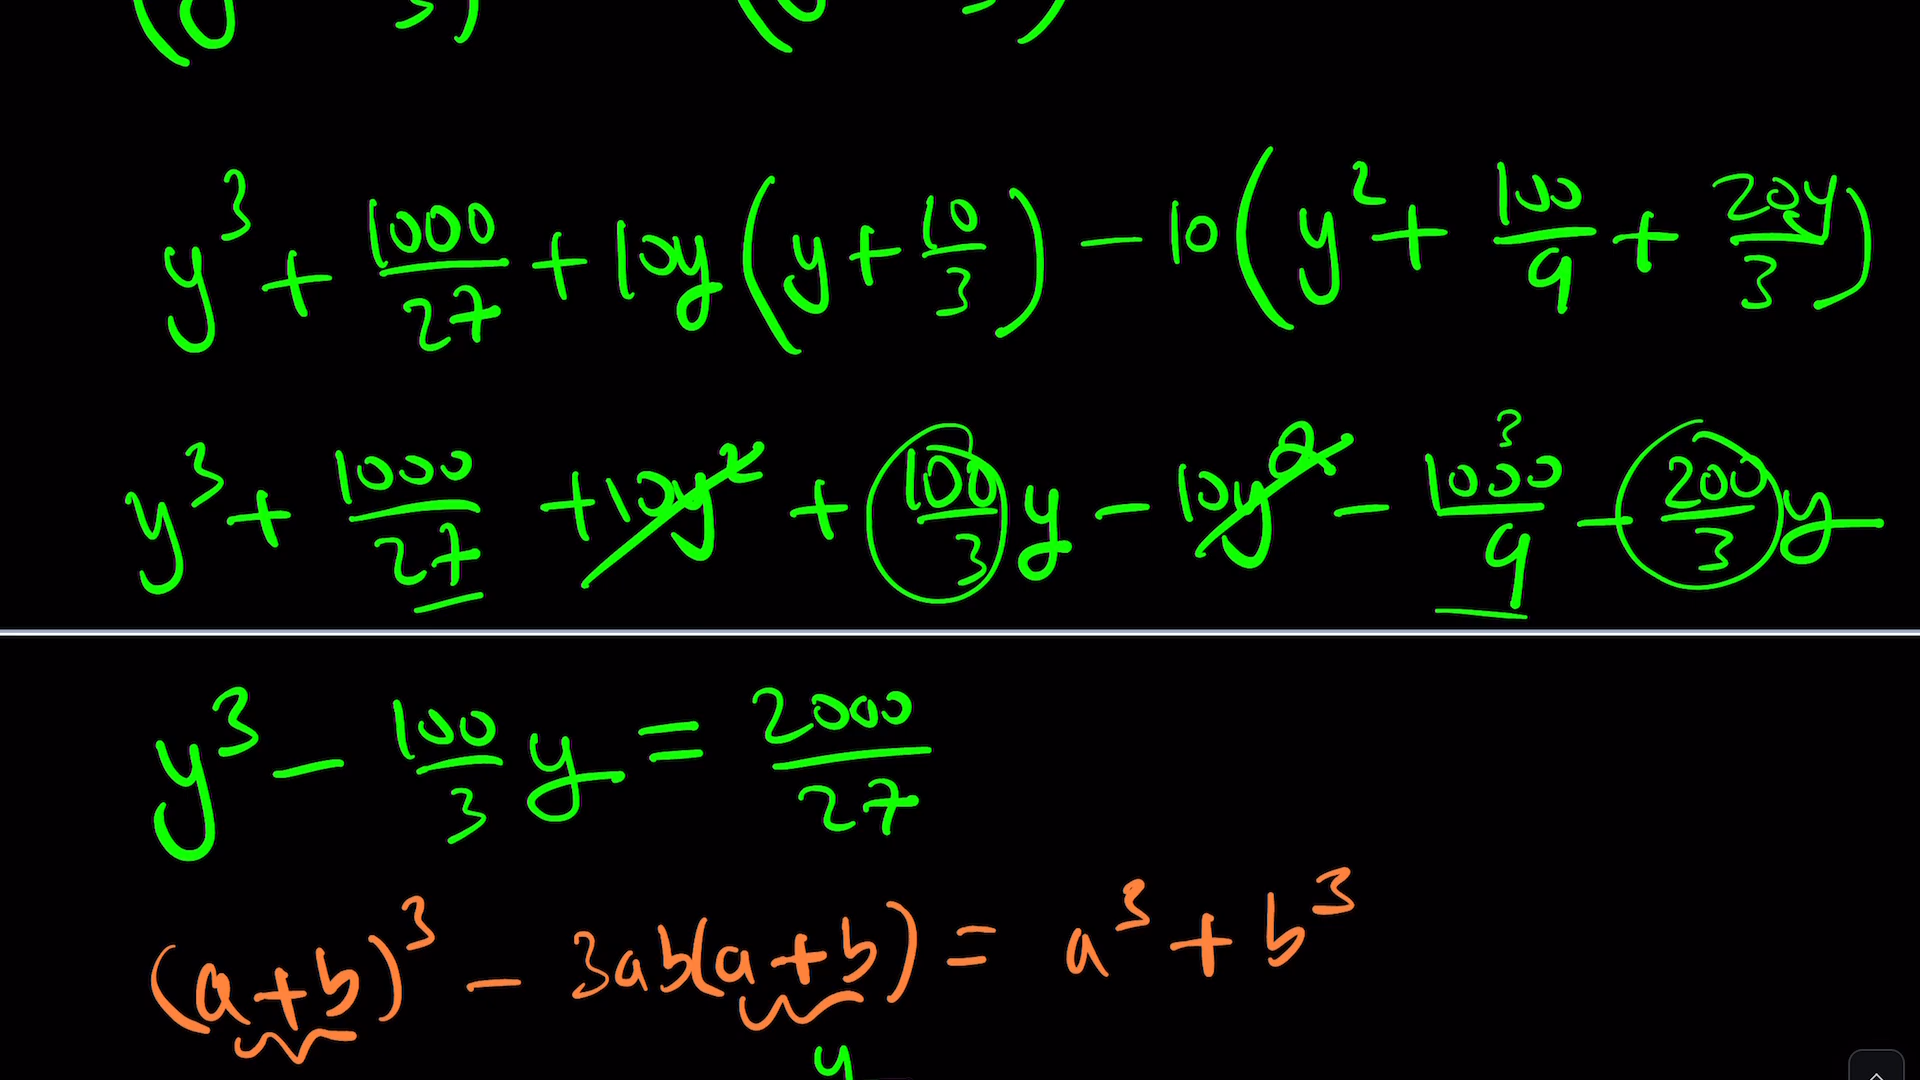 y³ + 1000/27 + 10y(y + 10/3) - 10(y² + 100/9 + 20y/3)
y³ + 1000/27 + 10y² + 100/3 y - 10y² - 1000/9 - 200/3 y
y³ - 100/3 y = 2000/27
(a+b)³ - 3ab(a+b) = a³ + b³
y